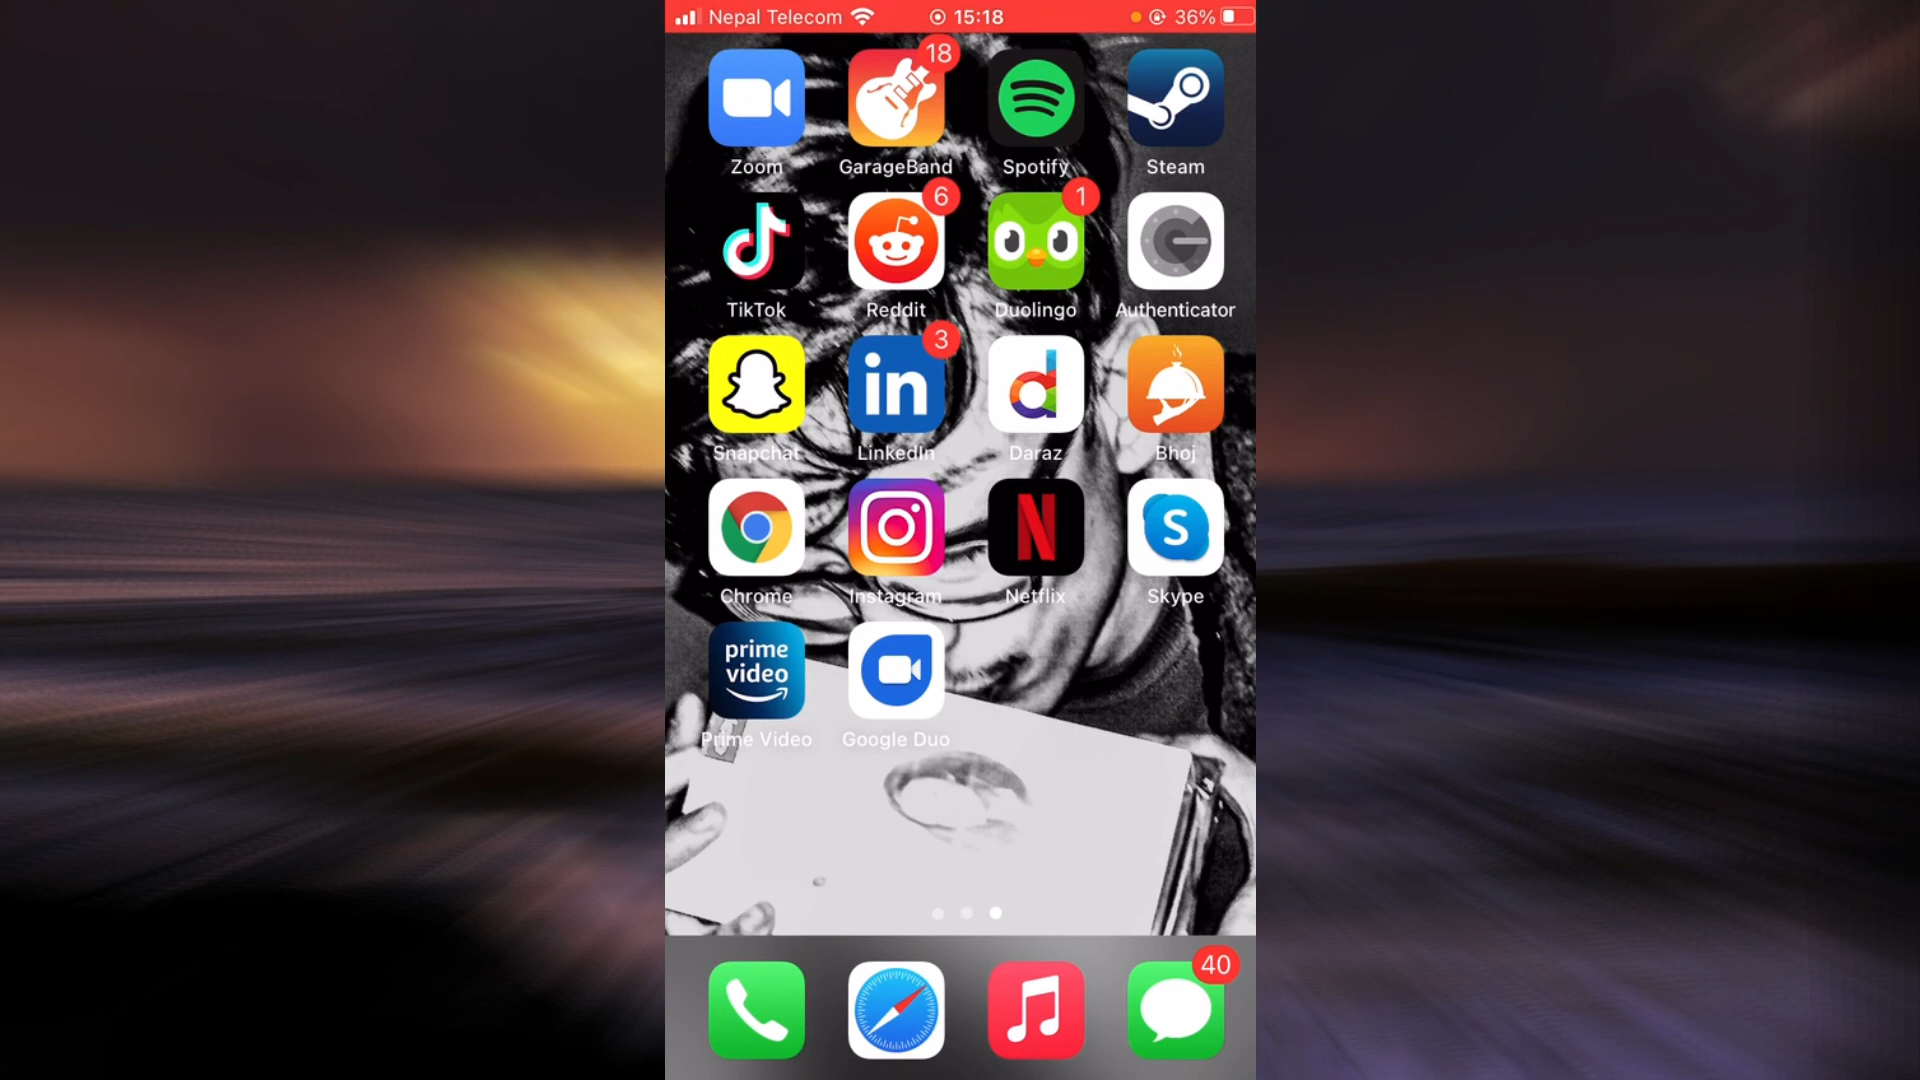 Nepal Telecom 15:18 36%
18
Zoom GarageBand Spotify Steam
6 1
TikTok Reddit Duolingo Authenticator
3
in
Snapchat LinkedIn Daraz Bhoj
N S
Chrome Instagram Netflix Skype
prime
video
Prime Video Google Duo
40